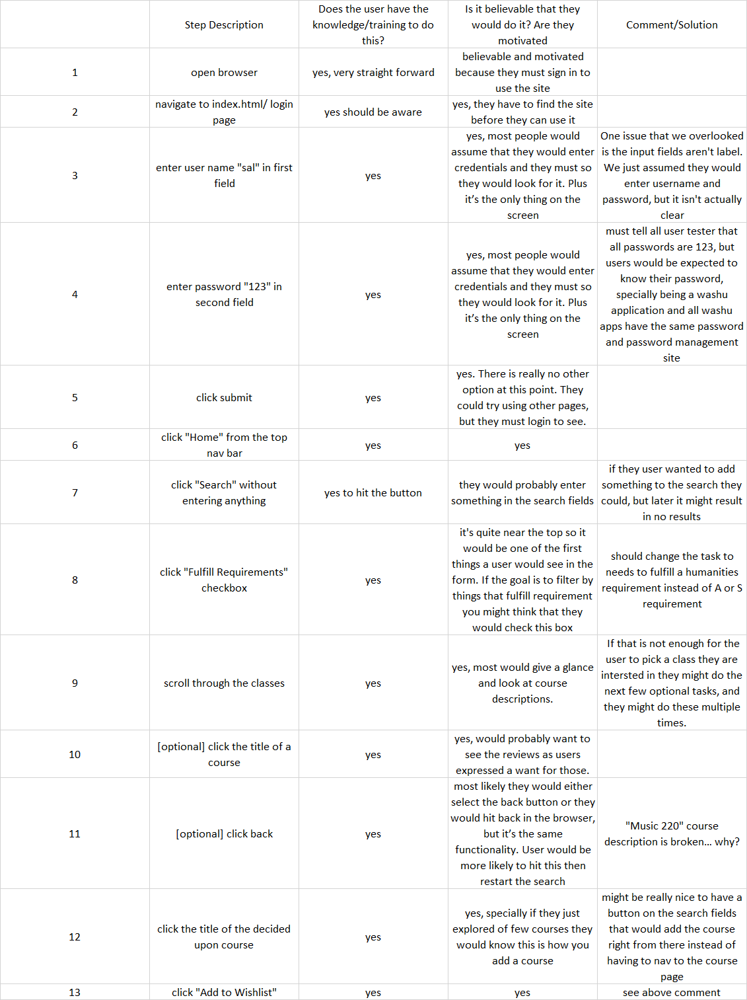 Step Description
Does the user have the
knowledge/training to do
this?
Is it believable that they
would do it? Are they
motivated
Comment/Solution
1
open browser
yes, very straight forward
believable and motivated
because they must sign in to
use the site
2
navigate to index.html/ login
page
yes should be aware
yes, they have to find the site
before they can use it
3
enter user name "sal" in first
field
yes
yes, most people would
assume that they would enter
credentials and they must so
they would look for it. Plus
it’s the only thing on the
screen
One issue that we overlooked
is the input fields aren't label.
We just assumed they would
enter username and
password, but it isn't actually
clear
4
enter password "123" in
second field
yes
yes, most people would
assume that they would enter
credentials and they must so
they would look for it. Plus
it’s the only thing on the
screen
must tell all user tester that
all passwords are 123, but
users would be expected to
know their password,
specially being a washu
application and all washu
apps have the same password
and password management
site
5
click submit
yes
yes. There is really no other
option at this point. They
could try using other pages,
but they must login to see.
6
click "Home" from the top
nav bar
yes
yes
7
click "Search" without
entering anything
yes to hit the button
they would probably enter
something in the search fields
if they user wanted to add
something to the search they
could, but later it might result
in no results
8
click "Fulfill Requirements"
checkbox
yes
it's quite near the top so it
would be one of the first
things a user would see in the
form. If the goal is to filter by
things that fulfill requirement
you might think that they
would check this box
should change the task to
needs to fulfill a humanities
requirement instead of A or S
requirement
9
scroll through the classes
yes
yes, most would give a glance
and look at course
descriptions.
If that is not enough for the
user to pick a class they are
intersted in they might do the
next few optional tasks, and
they might do these multiple
times.
10
[optional] click the title of a
course
yes
yes, would probably want to
see the reviews as users
expressed a want for those.
11
[optional] click back
yes
most likely they would either
select the back button or they
would hit back in the browser,
but it’s the same
functionality. User would be
more likely to hit this then
restart the search
"Music 220" course
description is broken... why?
12
click the title of the decided
upon course
yes
yes, specially if they just
explored of few courses they
would know this is how you
add a course
might be really nice to have a
button on the search fields
that would add the course
right from there instead of
having to nav to the course
page
13
click "Add to Wishlist"
yes
yes
see above comment